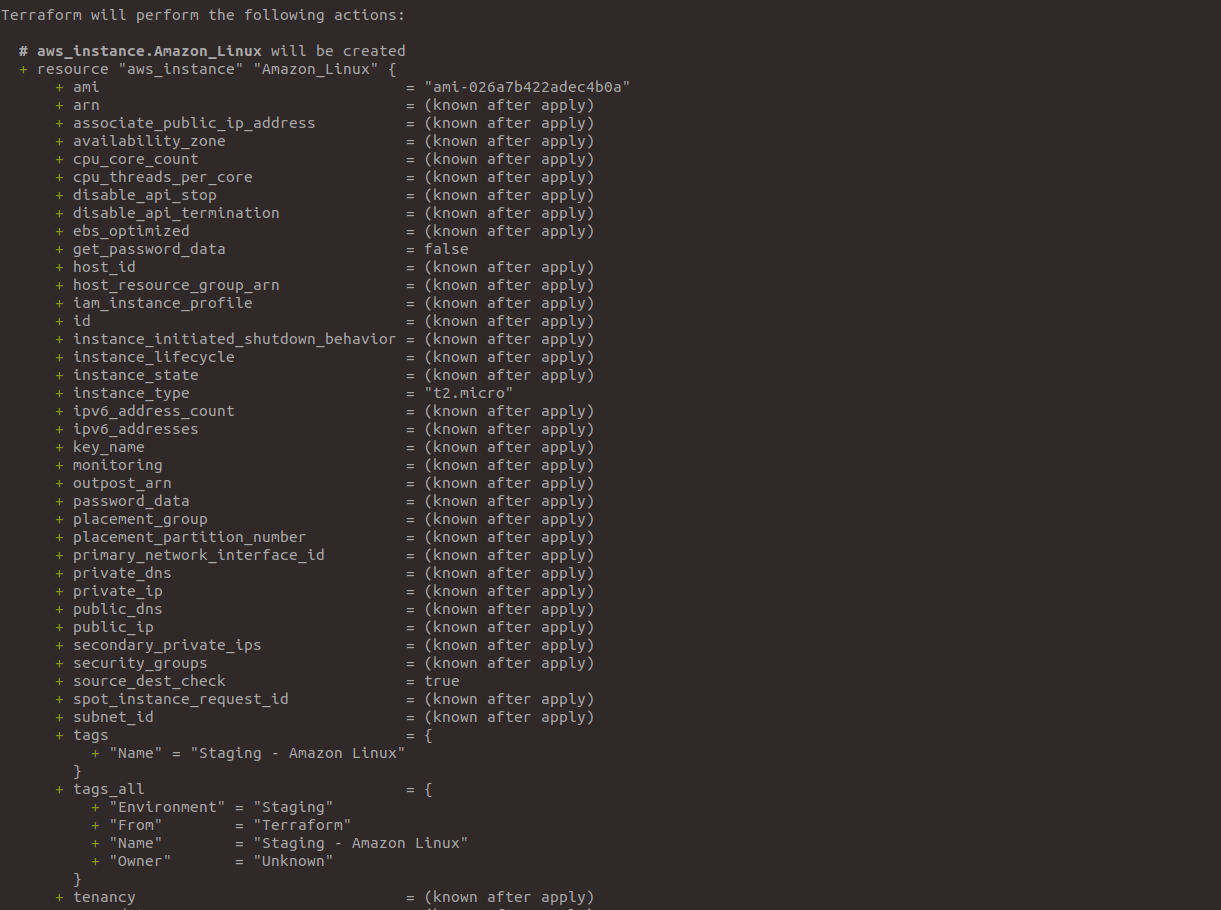 Terraform will perform the following actions:
# aws_instance.Amazon_Linux will be created
+ resource "aws_instance" "Amazon_Linux" {
+ ami = "ami-026a7b422adec4b0a"
+ arn = (known after apply)
+ associate_public_ip_address = (known after apply)
+ availability_zone = (known after apply)
+ cpu_core_count = (known after apply)
+ cpu_threads_per_core = (known after apply)
+ disable_api_stop = (known after apply)
+ disable_api_termination = (known after apply)
+ ebs_optimized = (known after apply)
+ get_password_data = false
+ host_id = (known after apply)
+ host_resource_group_arn = (known after apply)
+ iam_instance_profile = (known after apply)
+ id = (known after apply)
+ instance_initiated_shutdown_behavior = (known after apply)
+ instance_lifecycle = (known after apply)
+ instance_state = (known after apply)
+ instance_type = "t2.micro"
+ ipv6_address_count = (known after apply)
+ ipv6_addresses = (known after apply)
+ key_name = (known after apply)
+ monitoring = (known after apply)
+ outpost_arn = (known after apply)
+ password_data = (known after apply)
+ placement_group = (known after apply)
+ placement_partition_number = (known after apply)
+ primary_network_interface_id = (known after apply)
+ private_dns = (known after apply)
+ private_ip = (known after apply)
+ public_dns = (known after apply)
+ public_ip = (known after apply)
+ secondary_private_ips = (known after apply)
+ security_groups = (known after apply)
+ source_dest_check = true
+ spot_instance_request_id = (known after apply)
+ subnet_id = (known after apply)
+ tags = {
+ "Name" = "Staging - Amazon Linux"
}
+ tags_all = {
+ "Environment" = "Staging"
+ "From" = "Terraform"
+ "Name" = "Staging - Amazon Linux"
+ "Owner" = "Unknown"
}
+ tenancy = (known after apply)